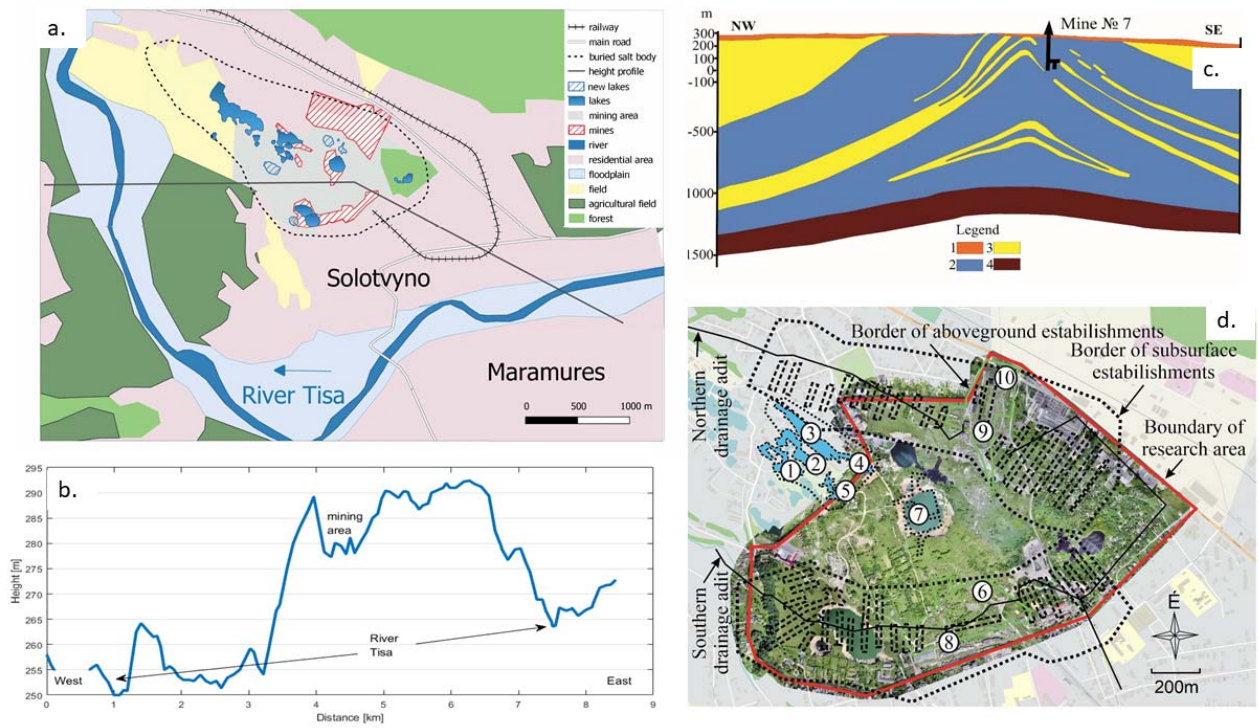 a.
railway
main road
buried salt body
height profile
new lakes
lakes
mining area
mines
river
residential area
floodplain
field
agricultural field
forest
Solotvyno
River Tisa
Maramures
0 500 1000 m
b.
295
290
285
280
275
270
265
260
255
250
Height [m]
mining
area
River
Tisa
West
East
0 1 2 3 4 5 6 7 8 9
Distance [km]
m
NW
Mine № 7
SE
c.
300
200
100
0
-100
-500
1000
1500
Legend
1 3
2 4
d.
Border of aboveground estabilishments
Border of subsurface
estabilishments
Boundary of
research area
Northern
drainage adit
Southern
drainage adit
10
9
3
1 2 4
5
7
6
8
É
200m